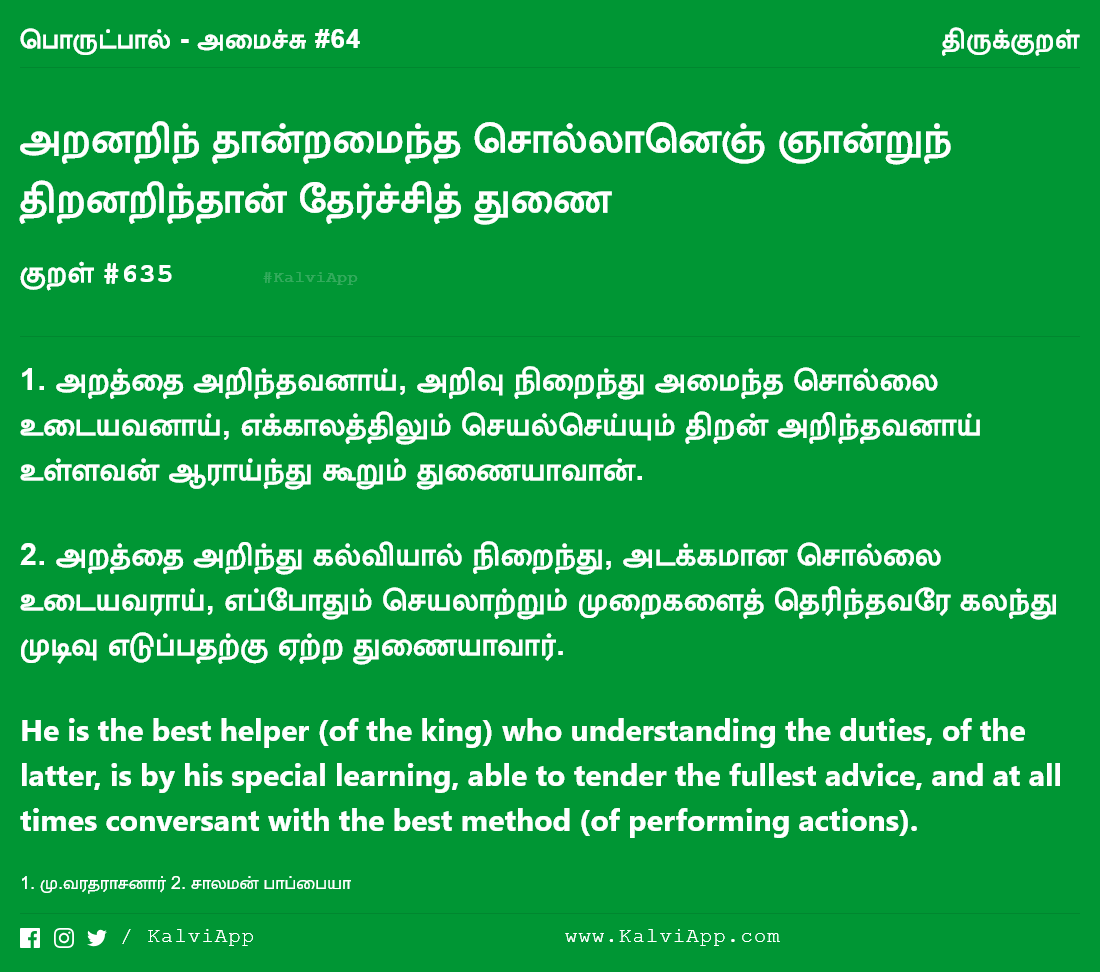 பொருட்பால் - அமைச்சு #64
திருக்குறள்
அறனறிந் தான்றமைந்த சொல்லானெஞ் ஞான்றுந்
திறனறிந்தான் தேர்ச்சித் துணை
குறள் #635
#KalviApp
1. அறத்தை அறிந்தவனாய், அறிவு நிறைந்து அமைந்த சொல்லை
உடையவனாய், எக்காலத்திலும் செயல்செய்யும் திறன் அறிந்தவனாய்
உள்ளவன் ஆராய்ந்து கூறும் துணையாவான்.
2. அறத்தை அறிந்து கல்வியால் நிறைந்து, அடக்கமான சொல்லை
உடையவராய், எப்போதும் செயலாற்றும் முறைகளைத் தெரிந்தவரே கலந்து
முடிவு எடுப்பதற்கு ஏற்ற துணையாவார்.
He is the best helper (of the king) who understanding the duties, of the
latter, is by his special learning, able to tender the fullest advice, and at all
times conversant with the best method (of performing actions).
1. மு.வரதராசனார் 2. சாலமன் பாப்பையா
/ KalviApp
www.KalviApp.com